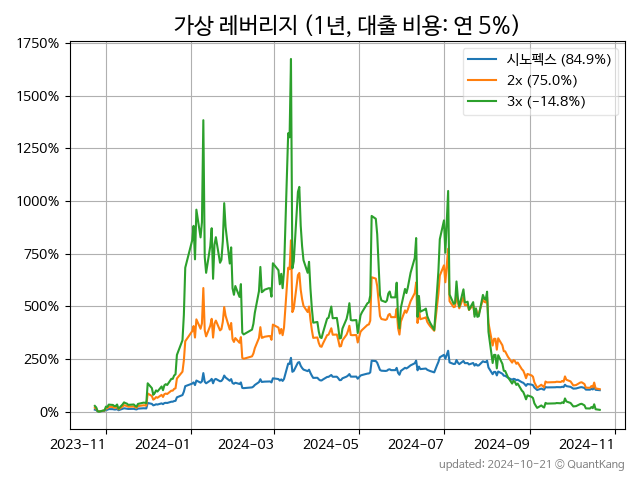 가상 레버리지 (1년, 대출 비용: 연 5%)
1750%
1500%
1250%
1000%
750%
500%
250%
0%
시노펙스 (84.9%)
2x (75.0%)
3x (-14.8%)
2023-11 2024-01 2024-03 2024-05 2024-07 2024-09 2024-11
updated: 2024-10-21 © QuantKang